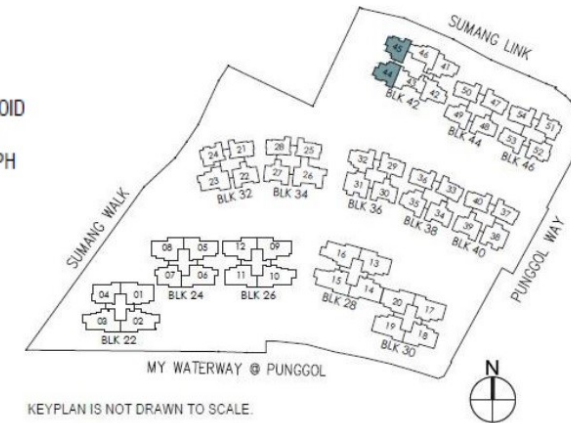 SUMANG LINK
45 46 41
44 43 42
BLK 42
50 47
49 48
BLK 44
54 51
53 52
BLK 46
OID
PH
24 21
23 22
BLK 32
28 25
27 26
BLK 34
32 29
31 30
BLK 36
36 33
35 34
BLK 38
40 37
39 38
BLK 40
SUMANG WALK
PUNGGOL WAY
08 05
07 06
BLK 24
12 09
11 10
BLK 26
16 13
15 14
BLK 28
20 17
19 18
BLK 30
04 01
03 02
BLK 22
MY WATERWAY @ PUNGGOL
N
KEYPLAN IS NOT DRAWN TO SCALE.